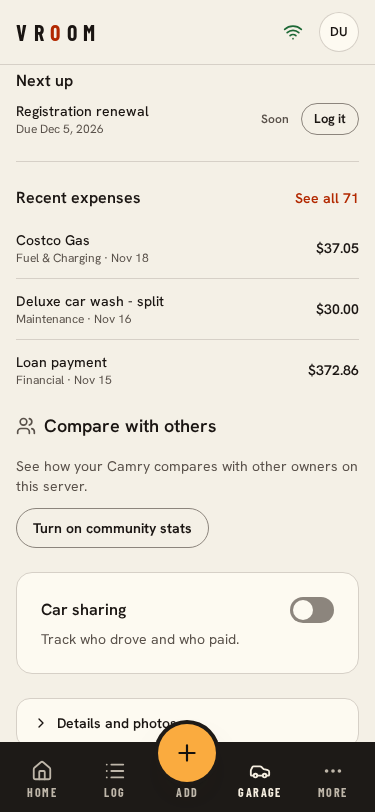 VROOM
DU
Next up
Registration renewal
Due Dec 5, 2026
Soon
Log it
Recent expenses
See all 71
Costco Gas
Fuel & Charging · Nov 18
$37.05
Deluxe car wash - split
Maintenance · Nov 16
$30.00
Loan payment
Financial · Nov 15
$372.86
Compare with others
See how your Camry compares with other owners on
this server.
Turn on community stats
Car sharing
Track who drove and who paid.
Details and photos
HOME
LOG
ADD
GARAGE
MORE